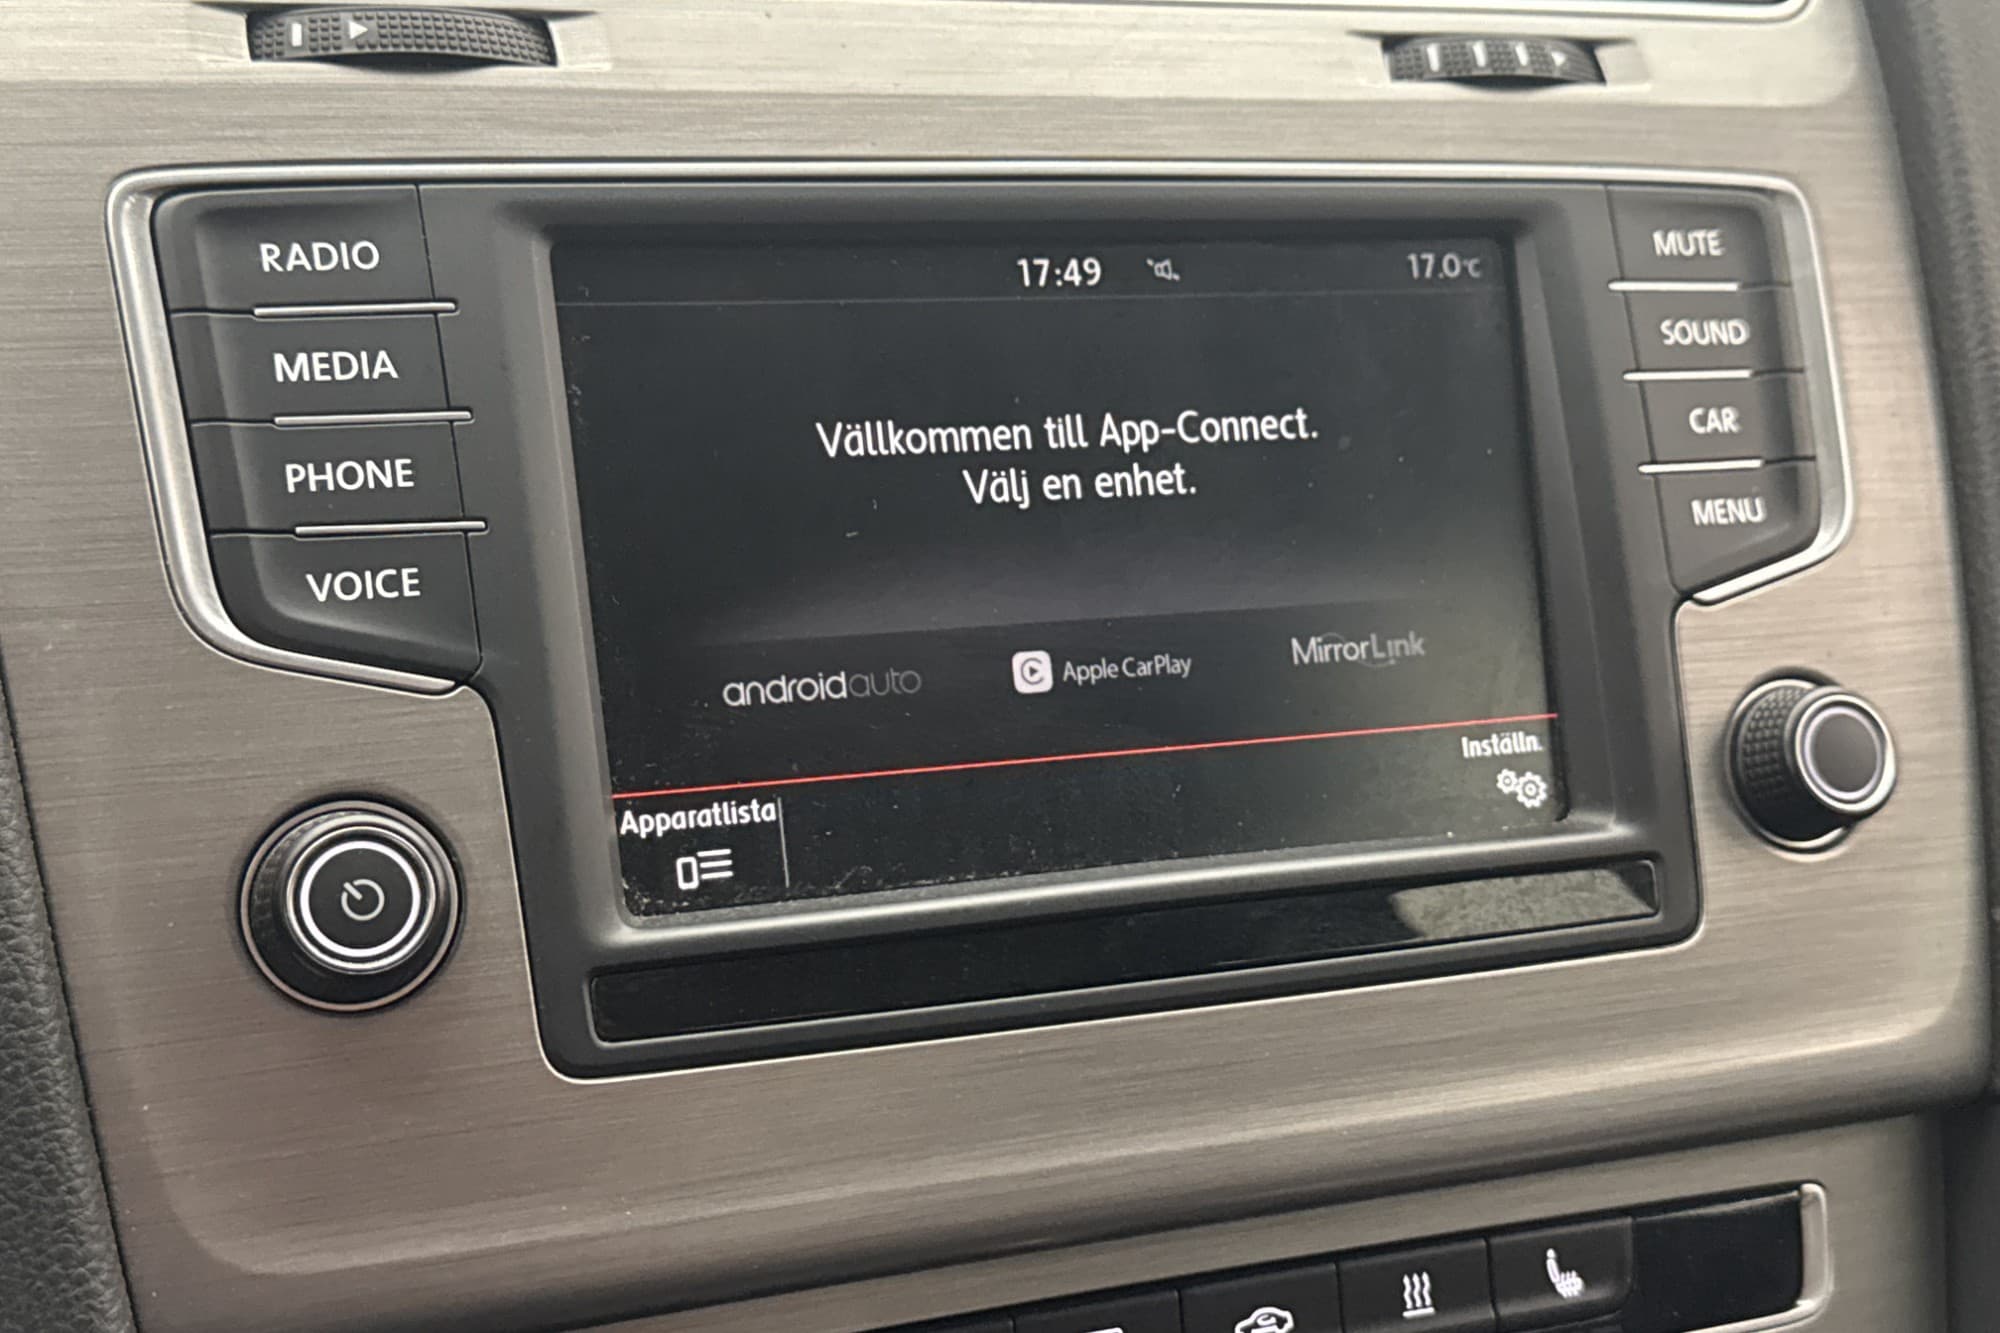 RADIO
MEDIA
PHONE
VOICE
17:49
17.0°C
Vällkommen till App-Connect.
Välj en enhet.
androidauto
Apple CarPlay
MirrorLink
Apparatlista
Inställn.
MUTE
SOUND
CAR
MENU